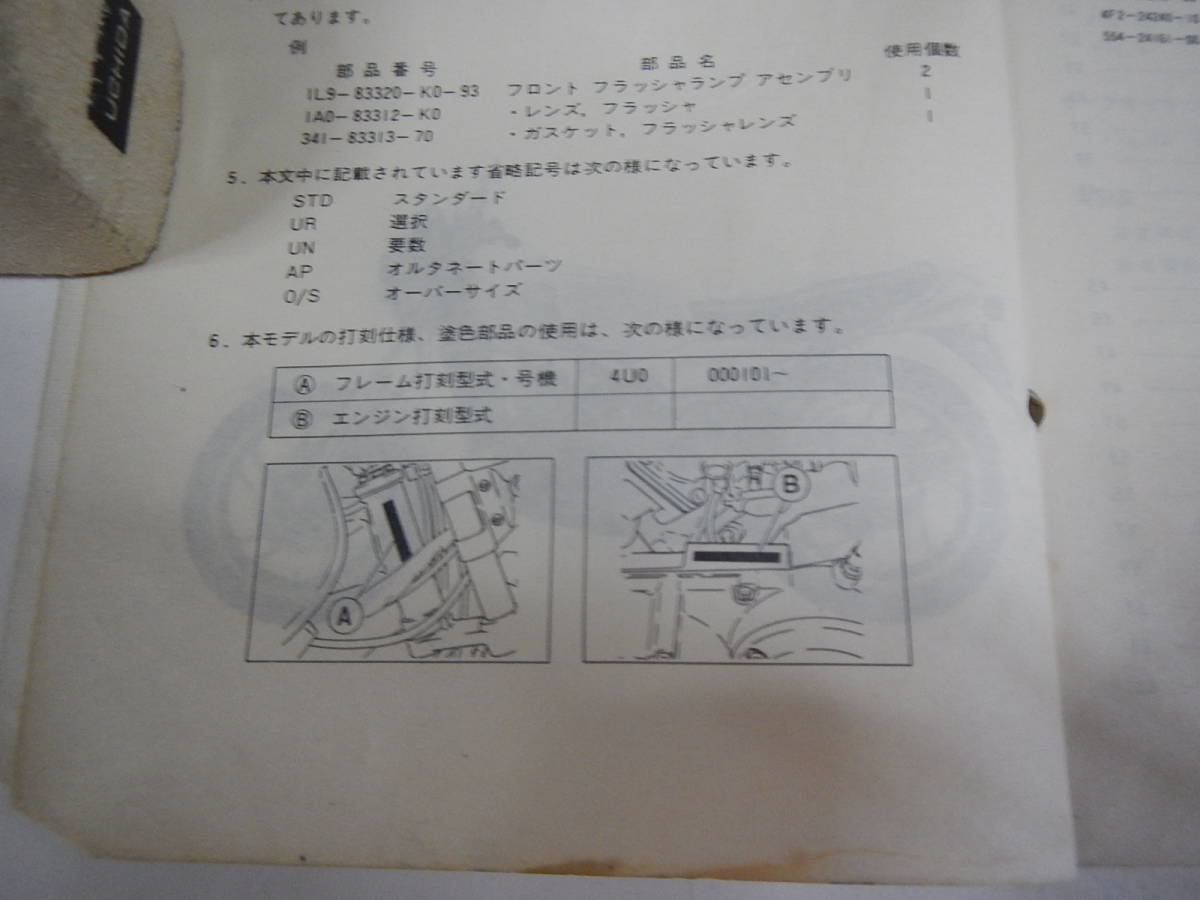 てあります。
例
部品番号 部品名 使用個数
1L9-83320-K0-93 フロント フラッシャランプ アセンブリ 2
1A0-83312-K0 ・レンズ, フラッシャ 1
341-83313-70 ・ガスケット, フラッシャレンズ 1
5. 本文中に記載されています省略記号は次の様になっています。
STD スタンダード
UR 選択
UN 要数
AP オルタネートパーツ
O/S オーバーサイズ
6. 本モデルの打刻仕様、塗色部品の使用は、次の様になっています。
Ⓐ フレーム打刻型式・号機 4U0 000101~
Ⓑ エンジン打刻型式
A
B
UCHIDA